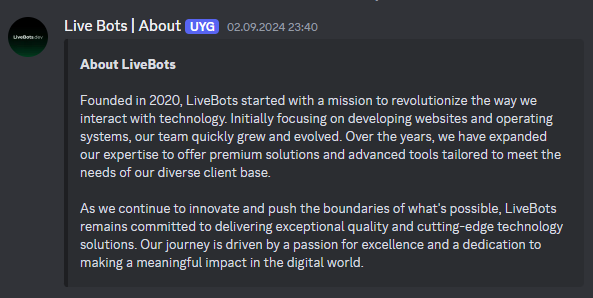 LiveBots.dev
Live Bots | About UYG 02.09.2024 23:40
About LiveBots
Founded in 2020, LiveBots started with a mission to revolutionize the way we
interact with technology. Initially focusing on developing websites and operating
systems, our team quickly grew and evolved. Over the years, we have expanded
our expertise to offer premium solutions and advanced tools tailored to meet the
needs of our diverse client base.
As we continue to innovate and push the boundaries of what's possible, LiveBots
remains committed to delivering exceptional quality and cutting-edge technology
solutions. Our journey is driven by a passion for excellence and a dedication to
making a meaningful impact in the digital world.